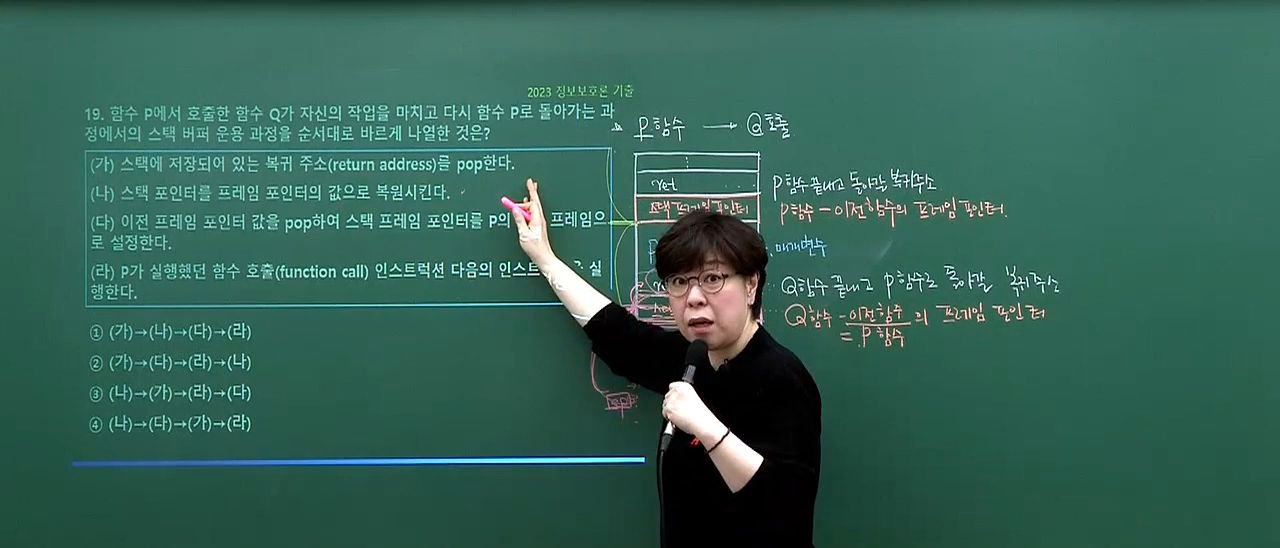 2023 정보보호론 기출
19. 함수 P에서 호출한 함수 Q가 자신의 작업을 마치고 다시 함수 P로 돌아가는 과
정에서의 스택 버퍼 운용 과정을 순서대로 바르게 나열한 것은?
(가) 스택에 저장되어 있는 복귀 주소(return address)를 pop한다.
(나) 스택 포인터를 프레임 포인터의 값으로 복원시킨다.
(다) 이전 프레임 포인터 값을 pop하여 스택 프레임 포인터를 P의 프레임으
로 설정한다.
(라) P가 실행했던 함수 호출(function call) 인스트럭션 다음의 실
행한다.
① (가)→(나)→(다)→(라)
② (가)→(다)→(라)→(나)
③ (나)→(가)→(라)→(다)
④ (나)→(다)→(가)→(라)
P함수 → Q호출
ret
스택프레임포인터
P함수 끝내고 돌아갈 복귀주소
P함수 - 이전함수의 프레임포인터
매개변수
Q함수 끝내고 P함수로 돌아갈 복귀주소
Q함수 - 이전함수의 프레임 포인터
= P함수